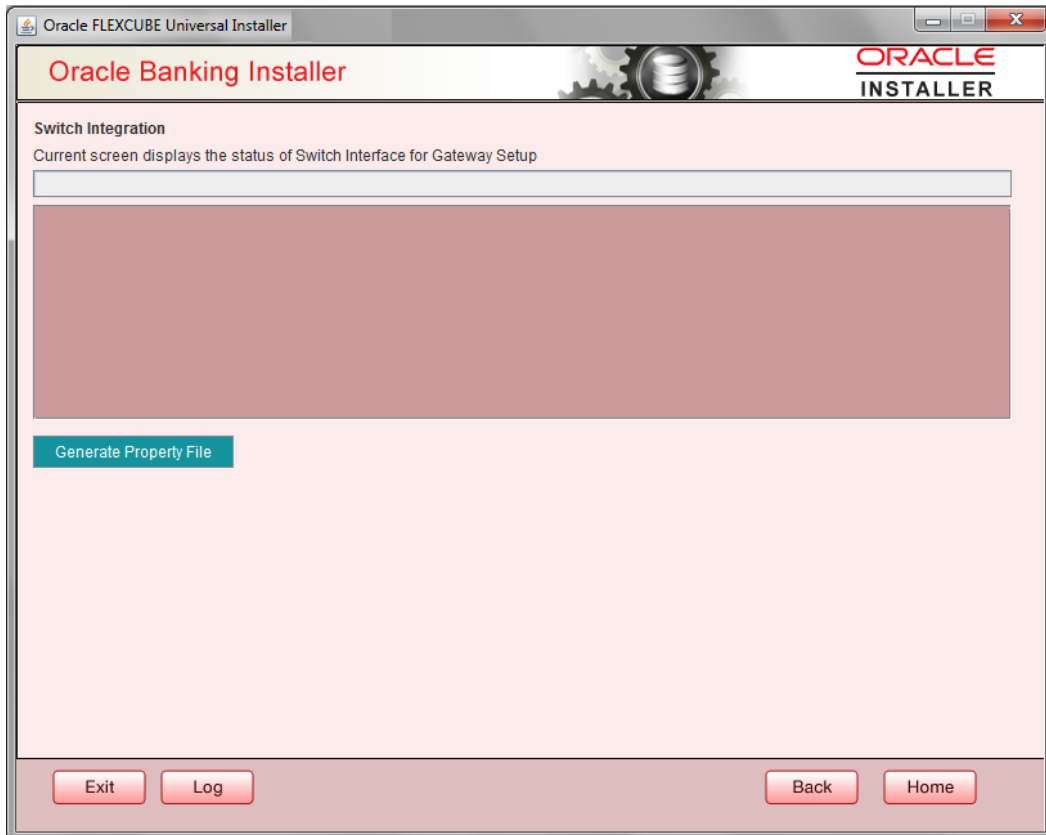 Oracle FLEXCUBE Universal Installer
Oracle Banking Installer
ORACLE
INSTALLER
Switch Integration
Current screen displays the status of Switch Interface for Gateway Setup
Generate Property File
Exit
Log
Back
Home